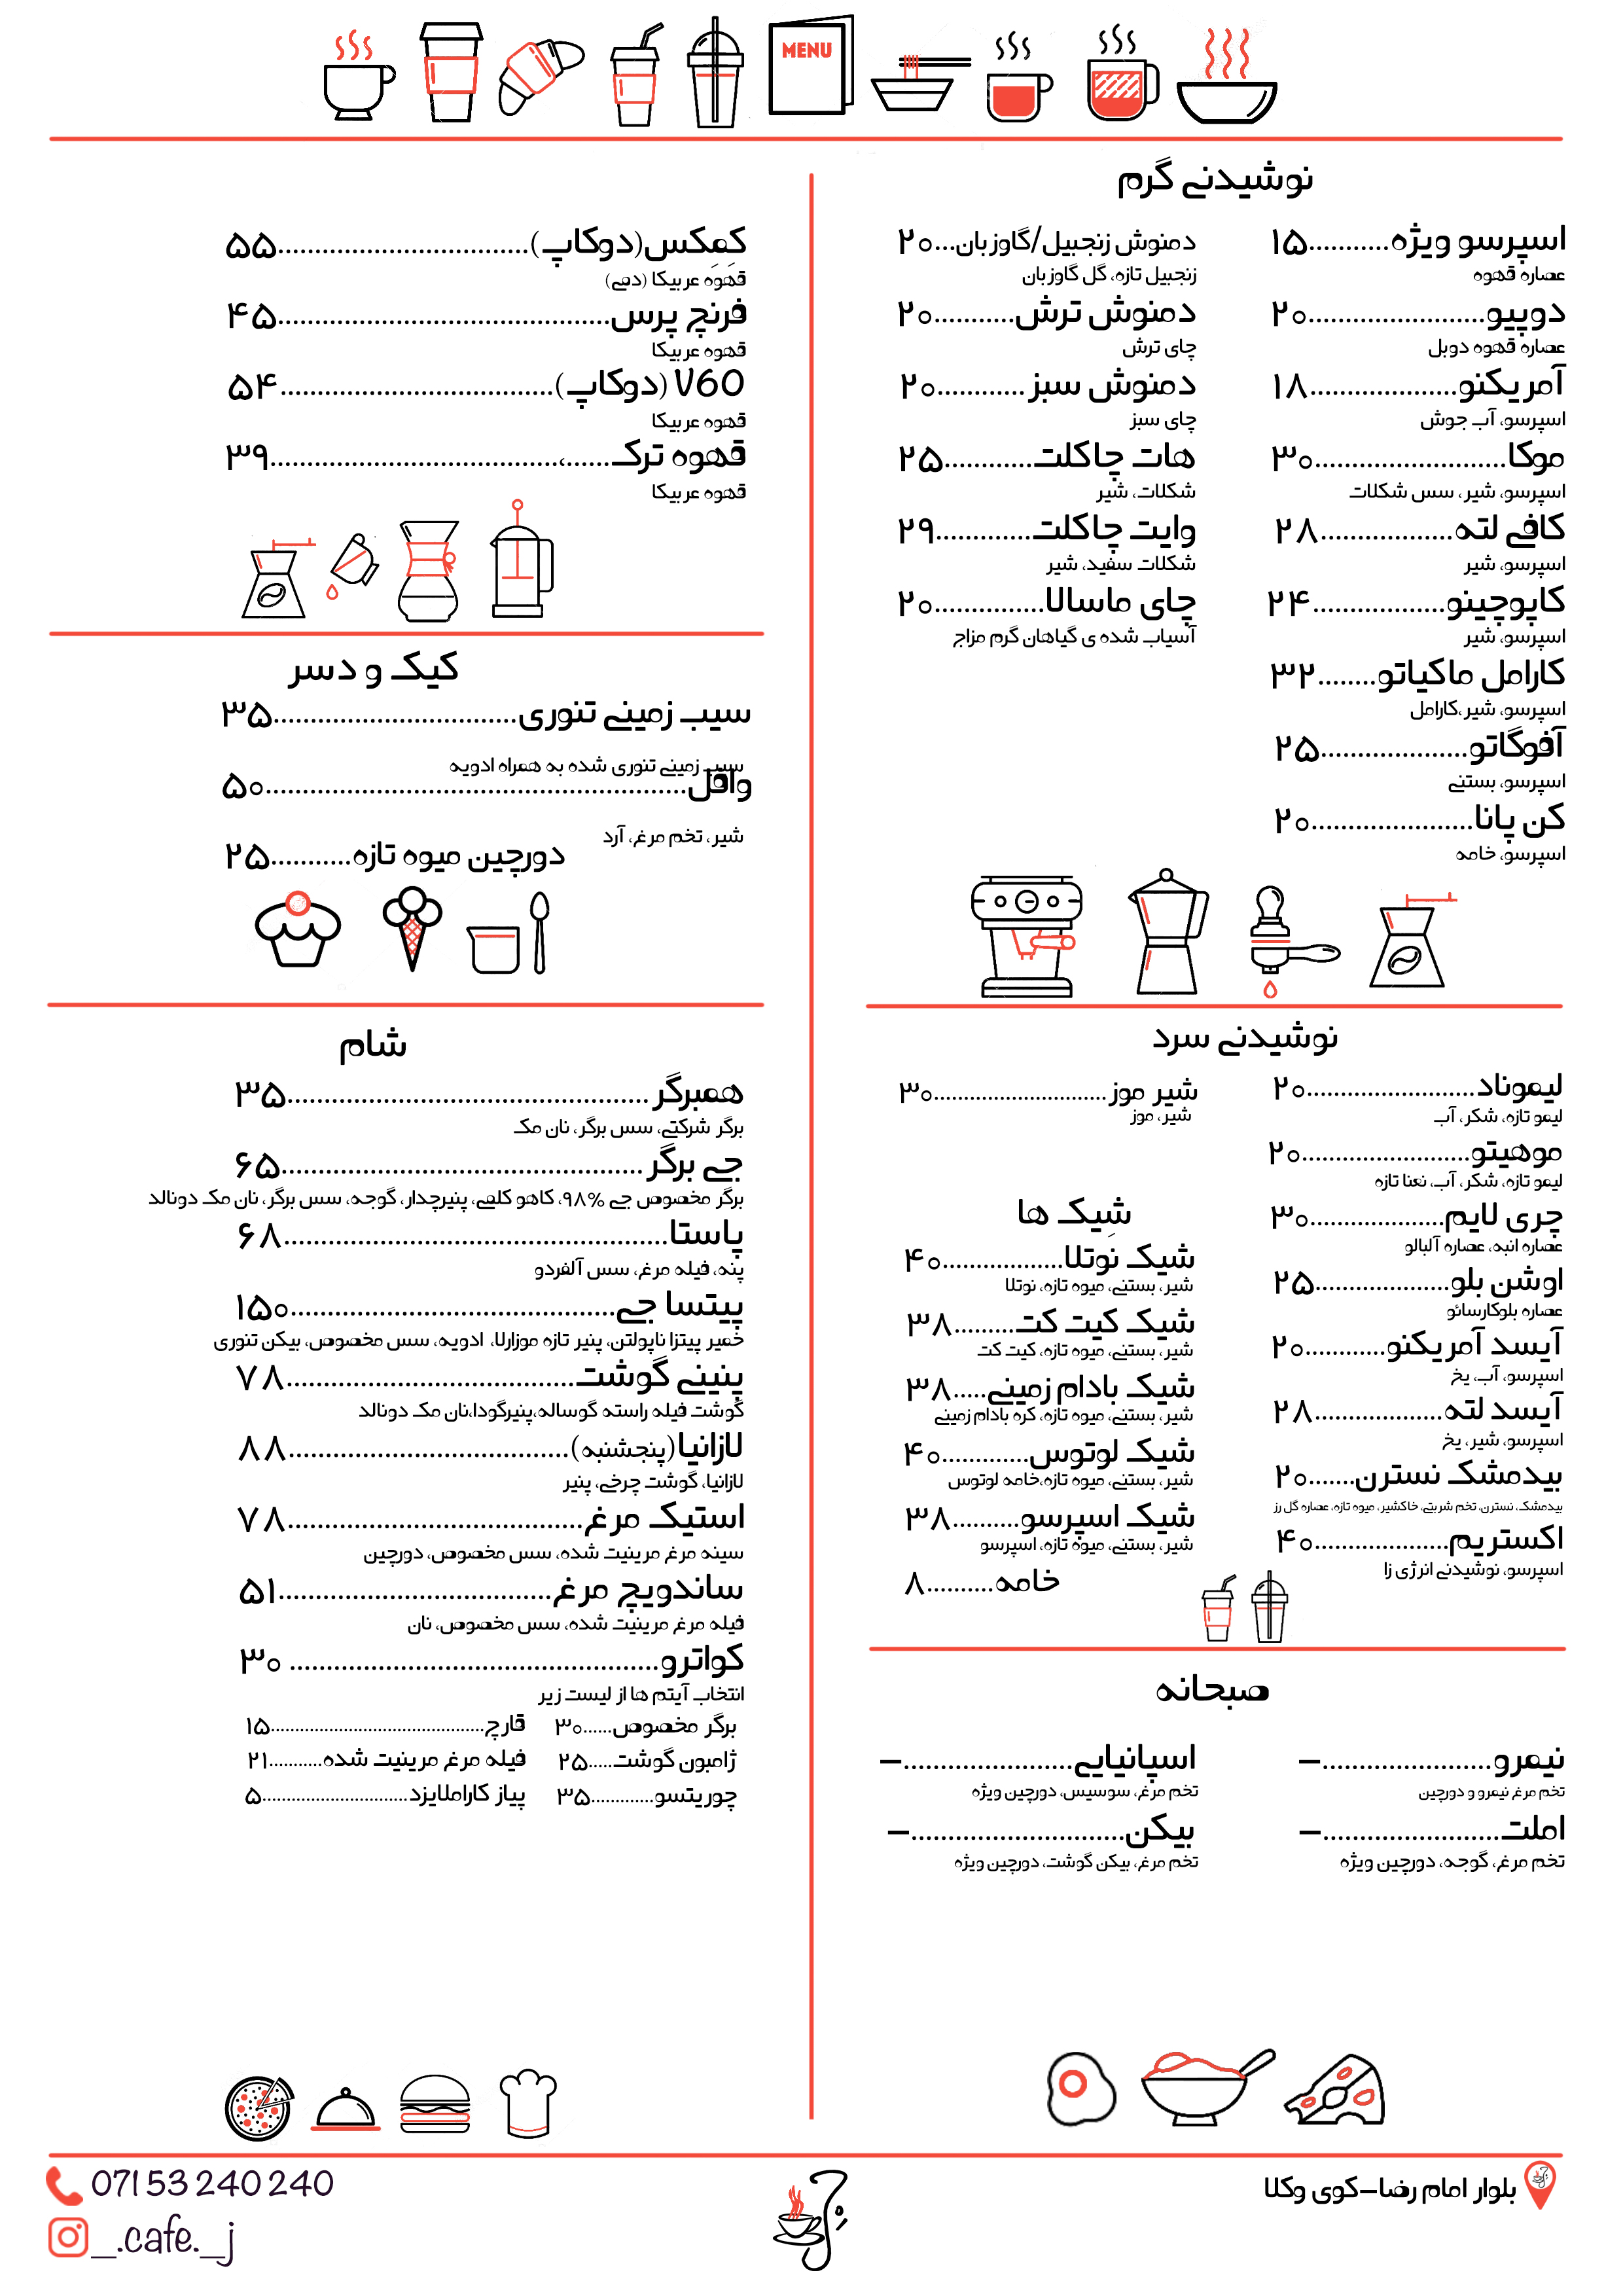 MENU
نوشیدنی گرم
اسپرسو ویژه...........۱۵
عصاره قهوه
دوپیو........................۲۰
عصاره قهوه دوبل
آمریکنو....................۱۸
اسپرسو، آب جوش
موکا..........................۳۰
اسپرسو، شیر، سس شکلات
کافی لته..................۲۸
اسپرسو، شیر
کاپوچینو..................۲۴
اسپرسو، شیر
کارامل ماکیاتو........۳۲
اسپرسو، شیر،کارامل
آفوگاتو....................۲۵
اسپرسو، بستنی
کن پانا......................۲۰
اسپرسو، خامه
دمنوش زنجبیل/گاوزبان...۲۰
زنجبیل تازه، گل گاوزبان
دمنوش ترش...........۲۰
چای ترش
دمنوش سبز............۲۰
چای سبز
هات چاکلت............۲۵
شکلات، شیر
وایت چاکلت.............۲۹
شکلات سفید، شیر
چای ماسالا...............۲۰
آسیاب شده ی گیاهان گرم مزاج
کمکس(دوکاپ)..................................۵۵
قهوه عربیکا (دمی)
فرنچ پرس.............................................۴۵
قهوه عربیکا
V60 (دوکاپ).....................................۵۴
قهوه عربیکا
قهوه ترک......،.......................................۳۹
قهوه عربیکا
کیک و دسر
سیب زمینی تنوری.................................۳۵
سیب زمینی تنوری شده به همراه ادویه
وافل.........................................................۵۰
شیر، تخم مرغ، آرد
دورچین میوه تازه...........۲۵
نوشیدنی سرد
لیموناد.......................۲۰
لیمو تازه، شکر، آب
موهیتو.......................۲۰
لیمو تازه، شکر، آب، نعنا تازه
چری لایم..................۳۰
عصاره انبه، عصاره آلبالو
اوشن بلو..................۲۵
عصاره بلوکارسائو
آیسد آمریکنو...........۲۰
اسپرسو، آب، یخ
آیسد لته.................۲۸
اسپرسو، شیر، یخ
بیدمشک نسترن.......۲۰
بیدمشک، نسترن، تخم شربتی، خاکشیر، میوه تازه، عصاره گل رز
اکستریم..................۴۰
اسپرسو، نوشیدنی انرژی زا
شیر موز............................۳۰
شیر، موز
شیک ها
شیک نوتلا.................۴۰
شیر، بستنی، میوه تازه، نوتلا
شیک کیت کت.........۳۸
شیر، بستنی، میوه تازه، کیت کت
شیک بادام زمینی.....۳۸
شیر، بستنی، میوه تازه، کره بادام زمینی
شیک لوتوس............۴۰
شیر، بستنی، میوه تازه،خامه لوتوس
شیک اسپرسو..........۳۸
شیر، بستنی، میوه تازه، اسپرسو
خامه..........۸
شام
همبرگر.................................................۳۵
برگر شرکتی، سس برگر، نان مک
جی برگر.................................................۶۵
برگر مخصوص جی %۹۸، کاهو کلمی، پنیرچدار، گوجه، سس برگر، نان مک دونالد
پاستا....................................................۶۸
پنه، فیله مرغ، سس آلفردو
پیتسا جی............................................۱۵۰
خمیر پیتزا ناپولتن، پنیر تازه موزارلا، ادویه، سس مخصوص، بیکن تنوری
پنینی گوشت.......................................۷۸
گوشت فیله راسته گوساله،پنیرگودا،نان مک دونالد
لازانیا(پنجشنبه)......................................۸۸
لازانیا، گوشت چرخی، پنیر
استیک مرغ........................................۷۸
سینه مرغ مرینیت شده، سس مخصوص، دورچین
ساندویچ مرغ.....................................۵۱
فیله مرغ مرینیت شده، سس مخصوص، نان
کواترو..................................................۳۰
انتخاب آیتم ها از لیست زیر
برگر مخصوص......۳۰
قارچ.............................................۱۵
ژامبون گوشت.....۲۵
فیله مرغ مرینیت شده...........۲۱
چوریتسو.............۳۵
پیاز کاراملایزد..............................۵
صبحانه
نیمرو.......................–
تخم مرغ نیمرو و دورچین
املت........................–
تخم مرغ، گوجه، دورچین ویژه
اسپانیایی.......................–
تخم مرغ، سوسیس، دورچین ویژه
بیکن.............................–
تخم مرغ، بیکن گوشت، دورچین ویژه
بلوار امام رضا–کوی وکلا
07153 240 240
_.cafe._j